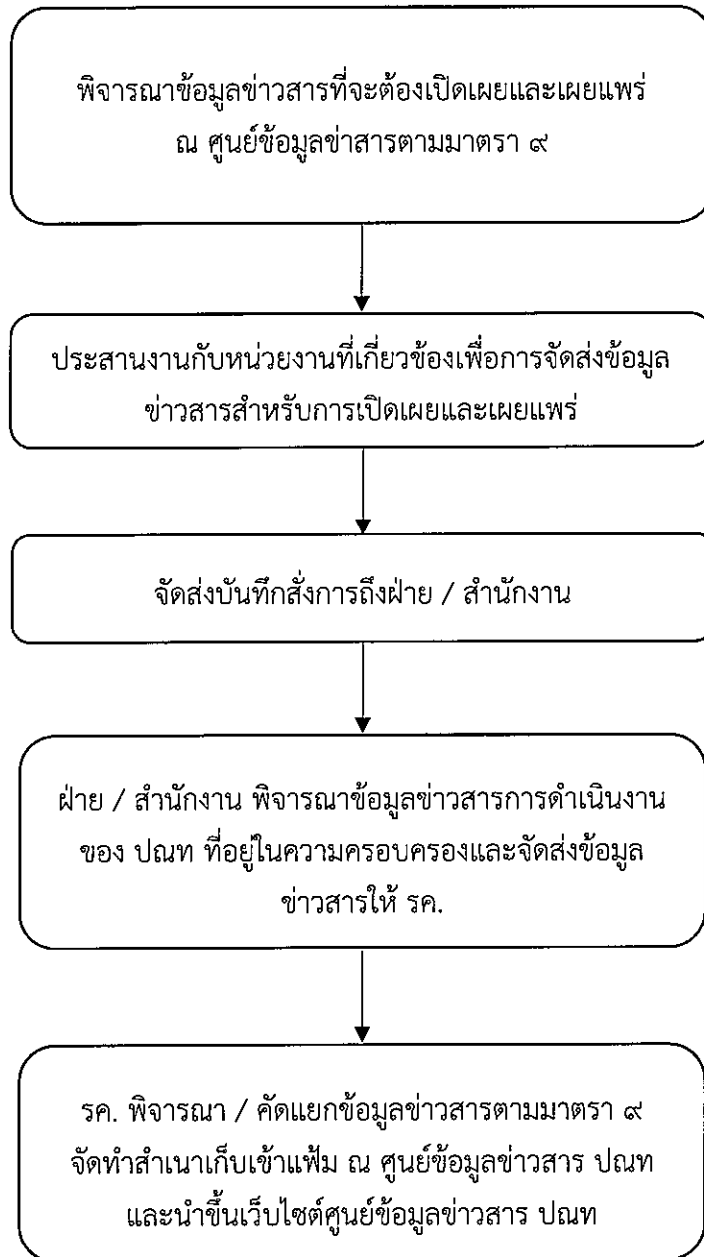 พิจารณาข้อมูลข่าวสารที่จะต้องเปิดเผยและเผยแพร่
ณ ศูนย์ข้อมูลข่าสารตามมาตรา ๙
ประสานงานกับหน่วยงานที่เกี่ยวข้องเพื่อการจัดส่งข้อมูล
ข่าวสารสำหรับการเปิดเผยและเผยแพร่
จัดส่งบันทึกสั่งการถึงฝ่าย / สำนักงาน
ฝ่าย / สำนักงาน พิจารณาข้อมูลข่าวสารการดำเนินงาน
ของ ปณท ที่อยู่ในความครอบครองและจัดส่งข้อมูล
ข่าวสารให้ รค.
รค. พิจารณา / คัดแยกข้อมูลข่าวสารตามมาตรา ๙
จัดทำสำเนาเก็บเข้าแฟ้ม ณ ศูนย์ข้อมูลข่าวสาร ปณท
และนำขึ้นเว็บไซต์ศูนย์ข้อมูลข่าวสาร ปณท